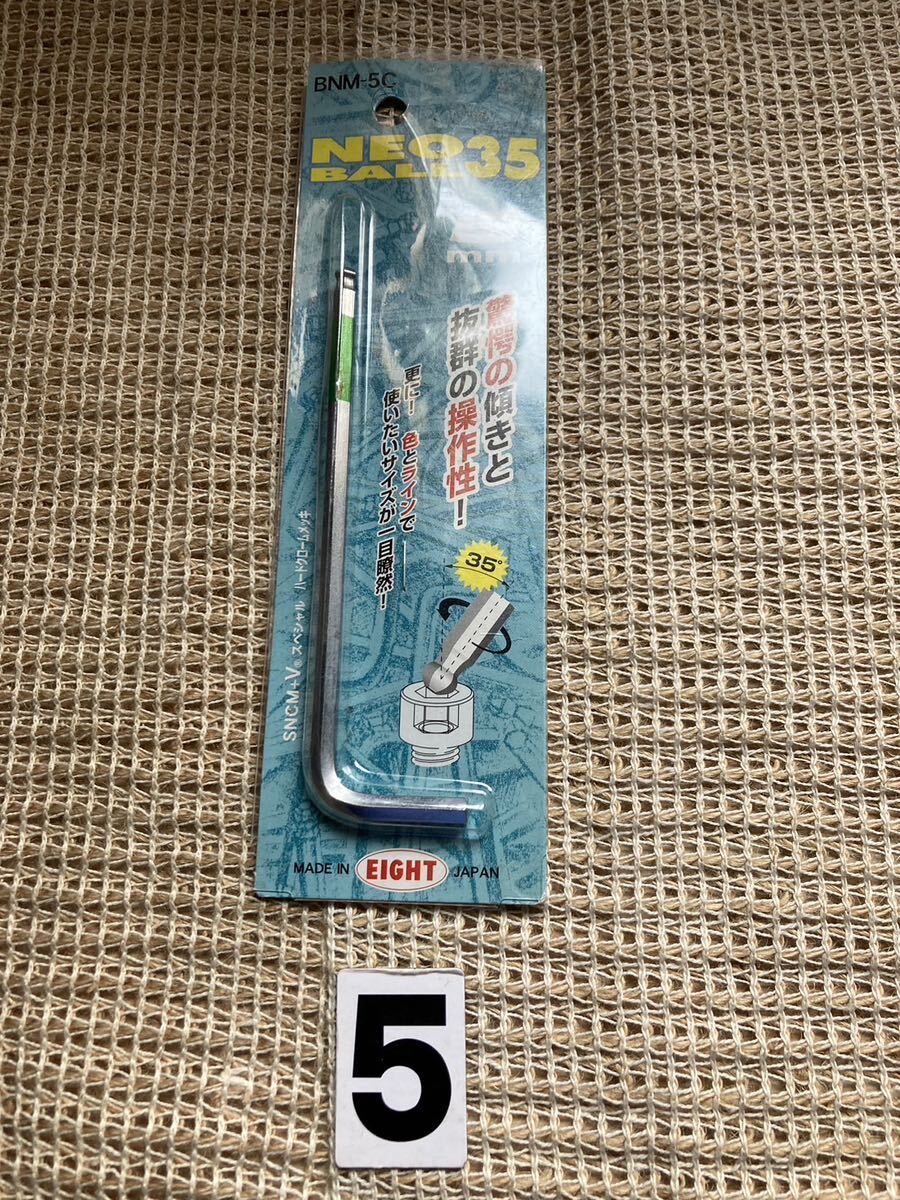 BNM-5C
NEO
BALL35
mm
驚愕の傾きと
抜群の操作性!
更に! 色とラインで
使いたいサイズが一目瞭然!
35°
SNCM-V® スペシャル ハードクロームメッキ
MADE IN EIGHT JAPAN
5